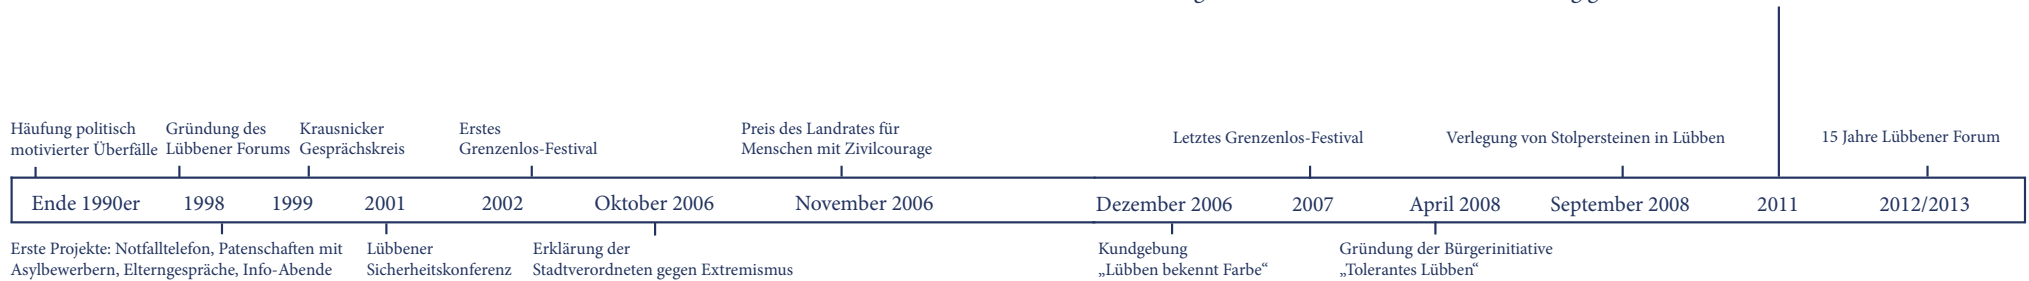 Häufung politisch
motivierter Überfälle
Gründung des
Lübbener Forums
Krausnicker
Gesprächskreis
Erstes
Grenzenlos-Festival
Preis des Landrates für
Menschen mit Zivilcourage
Letztes Grenzenlos-Festival
Verlegung von Stolpersteinen in Lübben
15 Jahre Lübbener Forum
Ende 1990er
1998
1999
2001
2002
Oktober 2006
November 2006
Dezember 2006
2007
April 2008
September 2008
2011
2012/2013
Erste Projekte: Notfalltelefon, Patenschaften mit
Asylbewerbern, Elterngespräche, Info-Abende
Lübbener
Sicherheitskonferenz
Erklärung der
Stadtverordneten gegen Extremismus
Kundgebung
„Lübben bekennt Farbe“
Gründung der Bürgerinitiative
„Tolerantes Lübben“